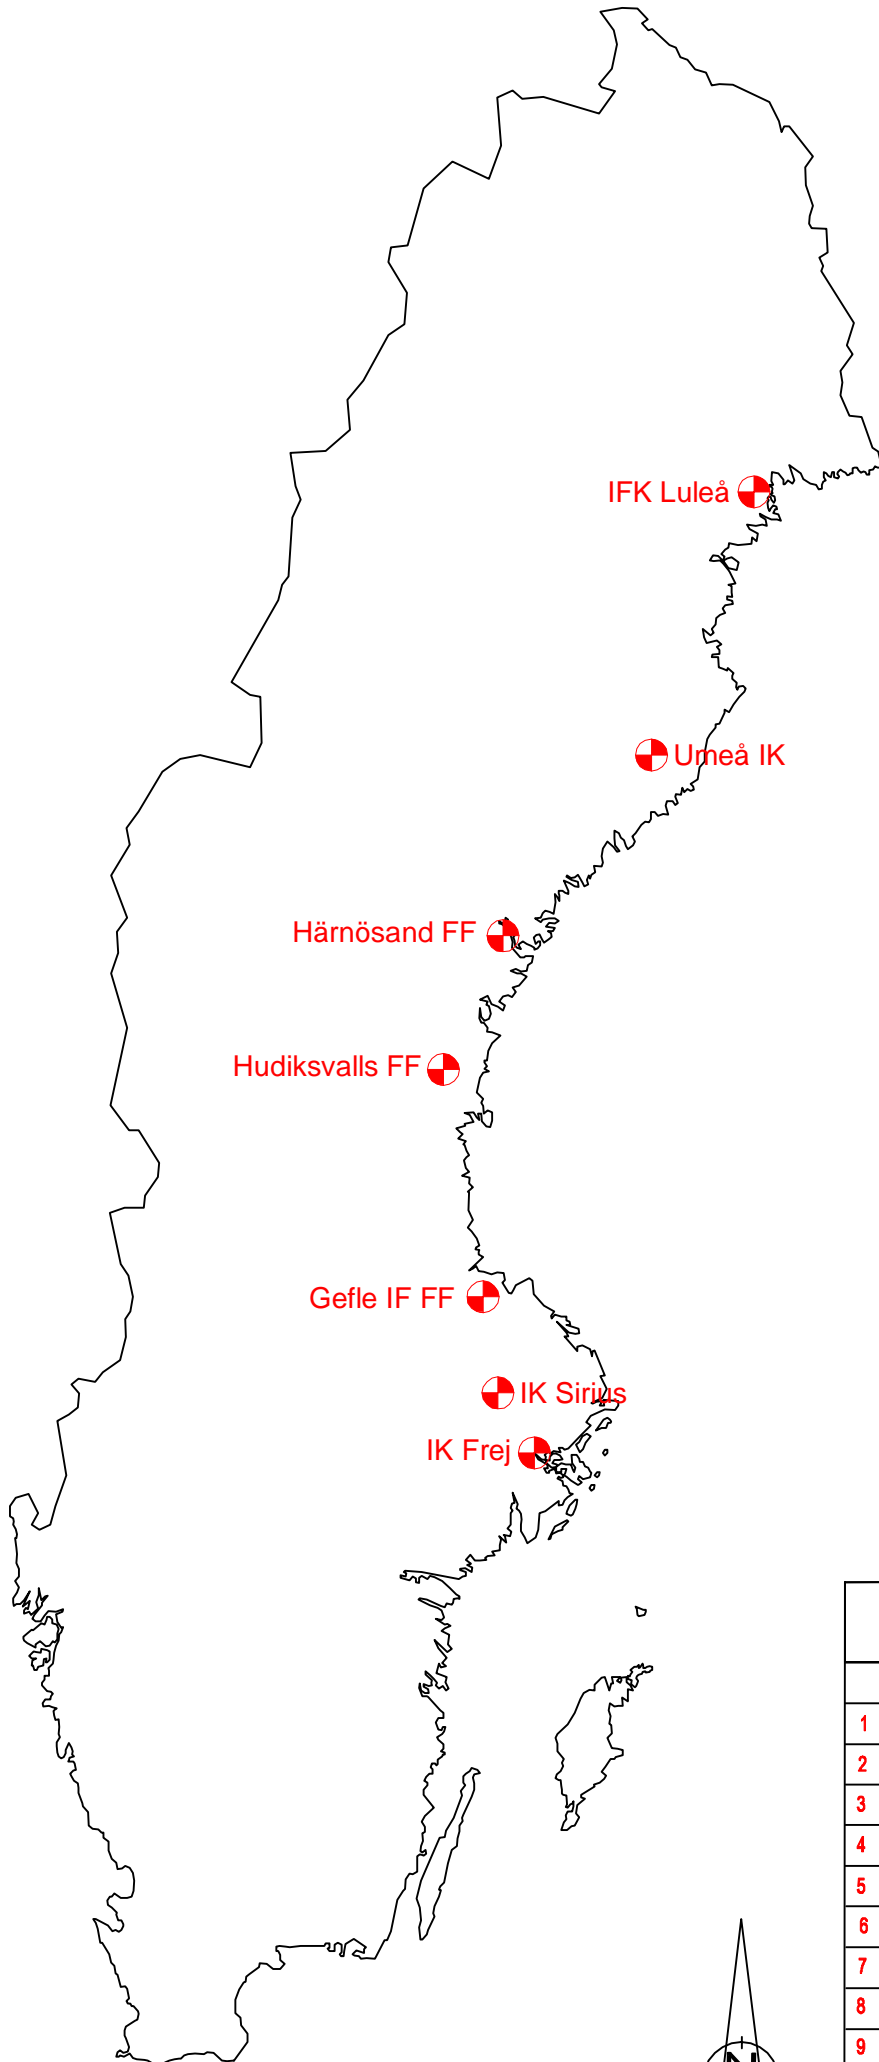 IFK Luleå
Umeå IK
Härnösand FF
Hudiksvalls FF
Gefle IF FF
IK Sirius
IK Frej
1
2
3
4
5
6
7
8
9
N